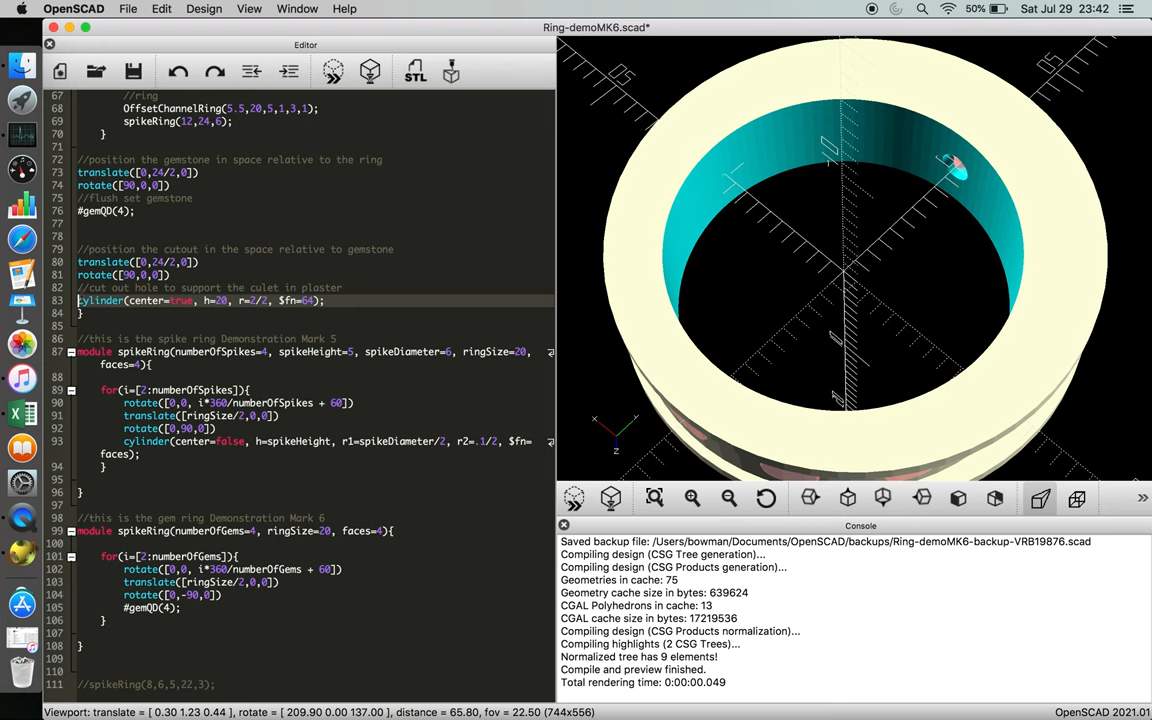 OpenSCAD File Edit Design View Window Help 50% Sat Jul 29 23:42
Ring-demoMK6.scad*
Editor
STL
67 //ring
68 OffsetChannelRing(5.5,20,5,1,3,1);
69 spikeRing(12,24,6);
70 }
71
72 //position the gemstone in space relative to the ring
73 translate([0,24/2,0])
74 rotate([90,0,0])
75 //flush set gemstone
76 #gemQD(4);
77
78
79 //position the cutout in the space relative to gemstone
80 translate([0,24/2,0])
81 rotate([90,0,0])
82 //cut out hole to support the culet in plaster
83 cylinder(center=true, h=20, r=2/2, $fn=64);
84 }
85
86 //this is the spike ring Demonstration Mark 5
87 module spikeRing(numberOfSpikes=4, spikeHeight=5, spikeDiameter=6, ringSize=20,
faces=4){
88
89 for(i=[2:numberOfSpikes]){
90 rotate([0,0, i*360/numberOfSpikes + 60])
91 translate([ringSize/2,0,0])
92 rotate([0,90,0])
93 cylinder(center=false, h=spikeHeight, r1=spikeDiameter/2, r2=.1/2, $fn=
faces);
94 }
95
96 }
97
98 //this is the gem ring Demonstration Mark 6
99 module spikeRing(numberOfGems=4, ringSize=20, faces=4){
100
101 for(i=[2:numberOfGems]){
102 rotate([0,0, i*360/numberOfGems + 60])
103 translate([ringSize/2,0,0])
104 rotate([0,-90,0])
105 #gemQD(4);
106 }
107
108 }
109
110
111 //spikeRing(8,6,5,22,3);
Z
Console
Saved backup file: /Users/bowman/Documents/OpenSCAD/backups/Ring-demoMK6-backup-VRB19876.scad
Compiling design (CSG Tree generation)...
Compiling design (CSG Products generation)...
Geometries in cache: 75
Geometry cache size in bytes: 639624
CGAL Polyhedrons in cache: 13
CGAL cache size in bytes: 17219536
Compiling design (CSG Products normalization)...
Compiling highlights (2 CSG Trees)...
Normalized tree has 9 elements!
Compile and preview finished.
Total rendering time: 0:00:00.049
Viewport: translate = [ 0.30 1.23 0.44 ], rotate = [ 209.90 0.00 137.00 ], distance = 65.80, fov = 22.50 (744x556) OpenSCAD 2021.01